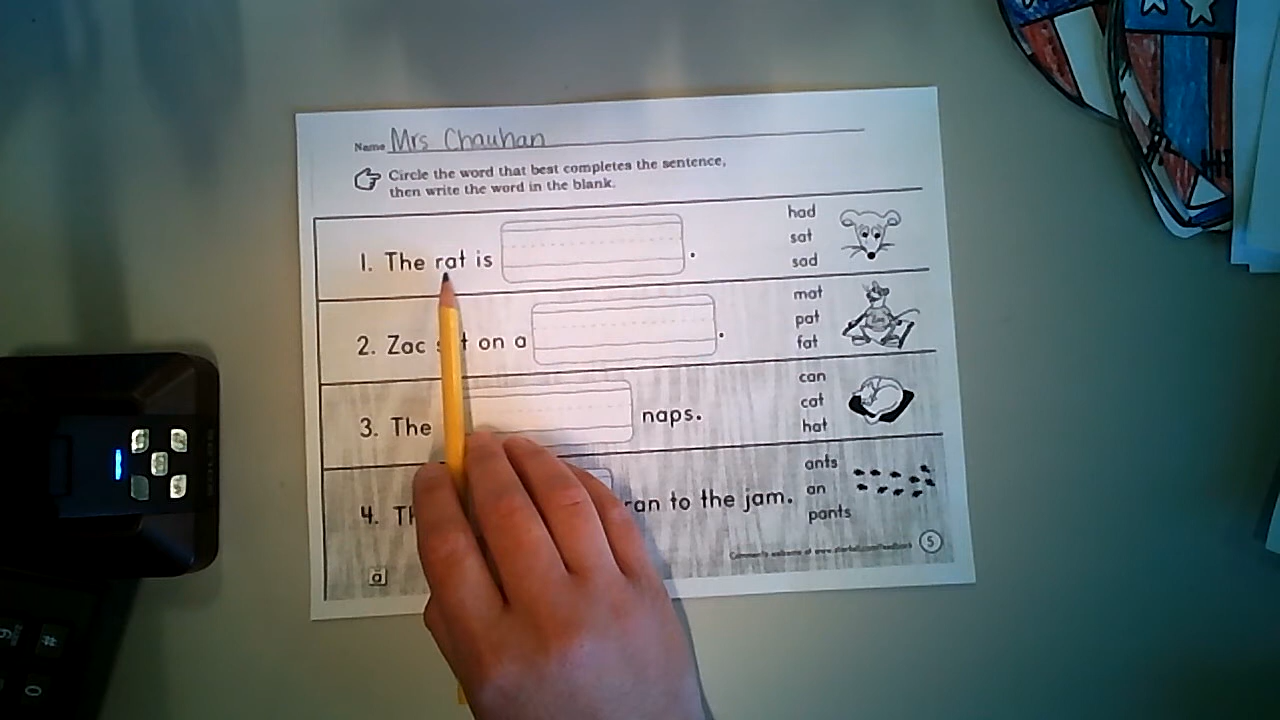 Name Mrs Chauhan
Circle the word that best completes the sentence,
then write the word in the blank.
1. The rat is .
had
sat
sad
2. Zac on a .
mat
pat
fat
3. The naps.
can
cat
hat
4. ran to the jam.
ants
an
pants
5
a
# 
0